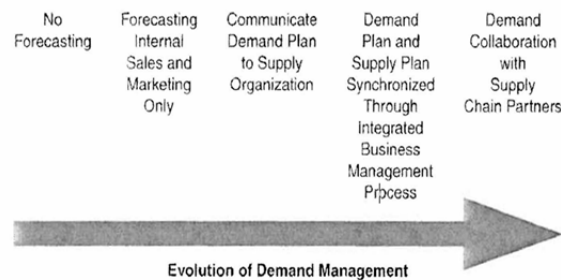 No
Forecasting
Forecasting
Internal
Sales and
Marketing
Only
Communicate
Demand Plan
to Supply
Organization
Demand
Plan and
Supply Plan
Synchronized
Through
Integrated
Business
Management
Process
Demand
Collaboration
with
Supply
Chain Partners
Evolution of Demand Management